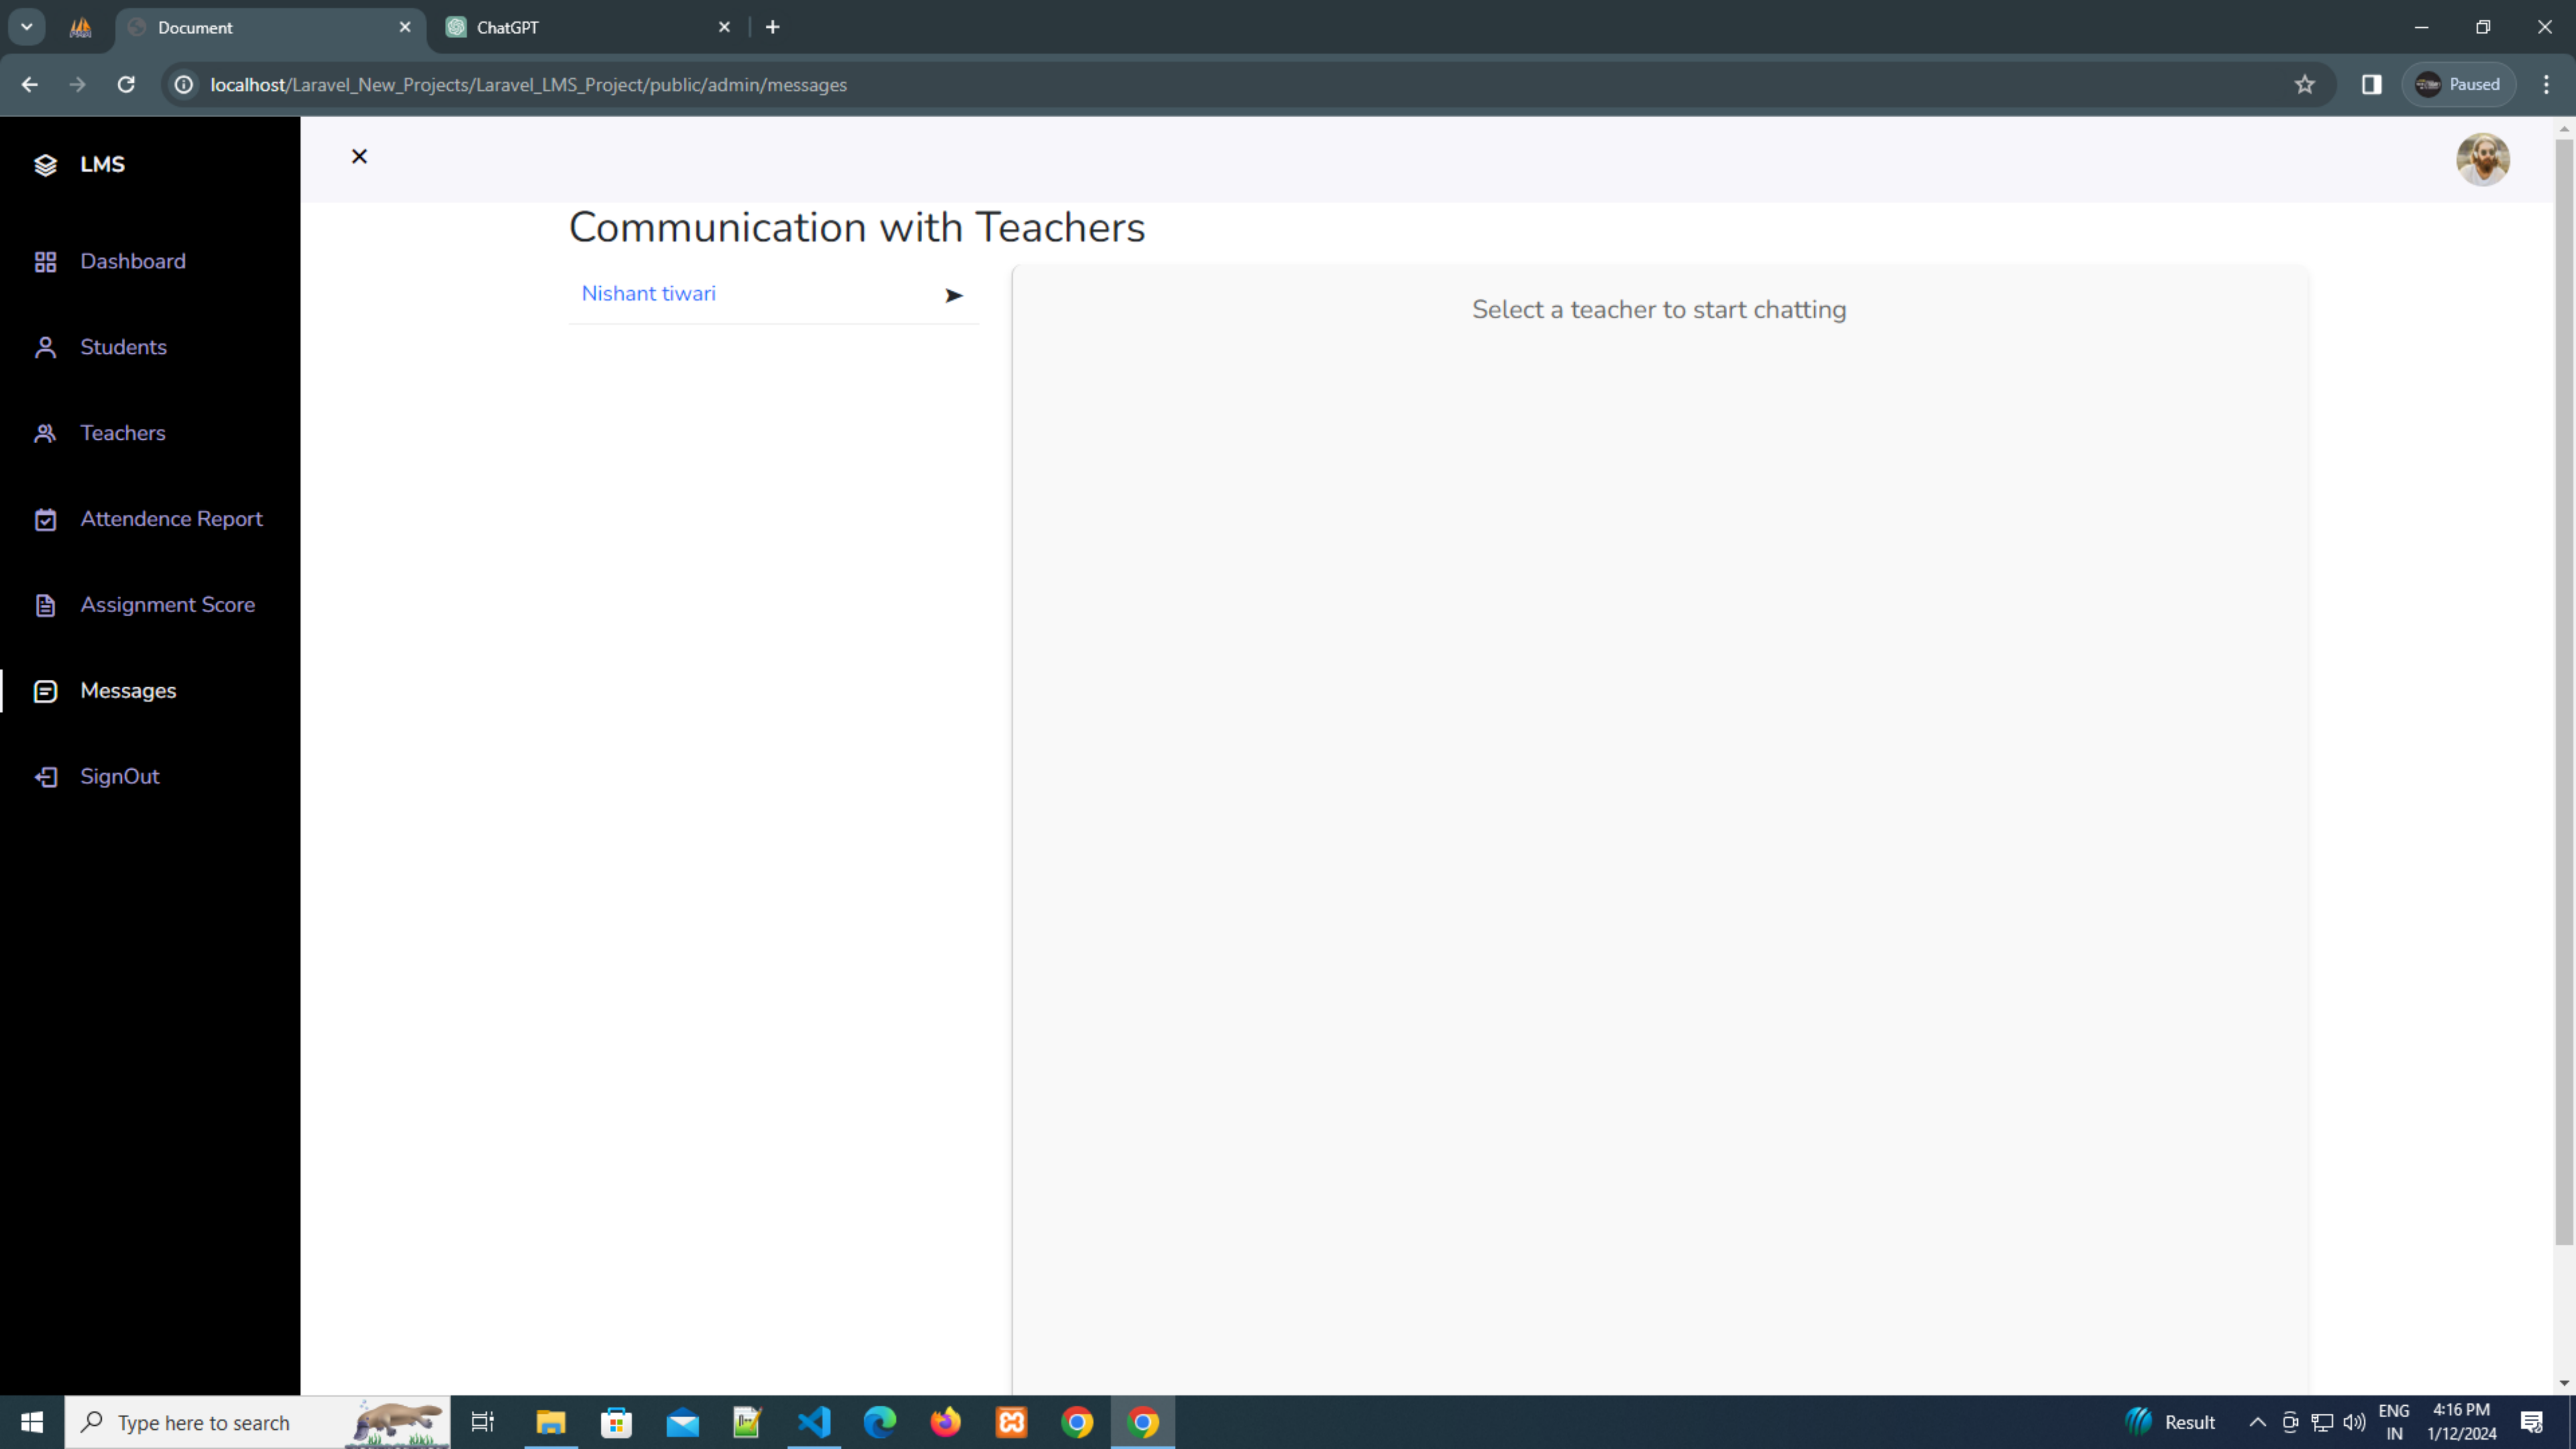 Document
ChatGPT
localhost/Laravel_New_Projects/Laravel_LMS_Project/public/admin/messages
Paused
LMS
Dashboard
Students
Teachers
Attendence Report
Assignment Score
Messages
SignOut
Communication with Teachers
Nishant tiwari
Select a teacher to start chatting
Type here to search
Result
ENG
IN
4:16 PM
1/12/2024